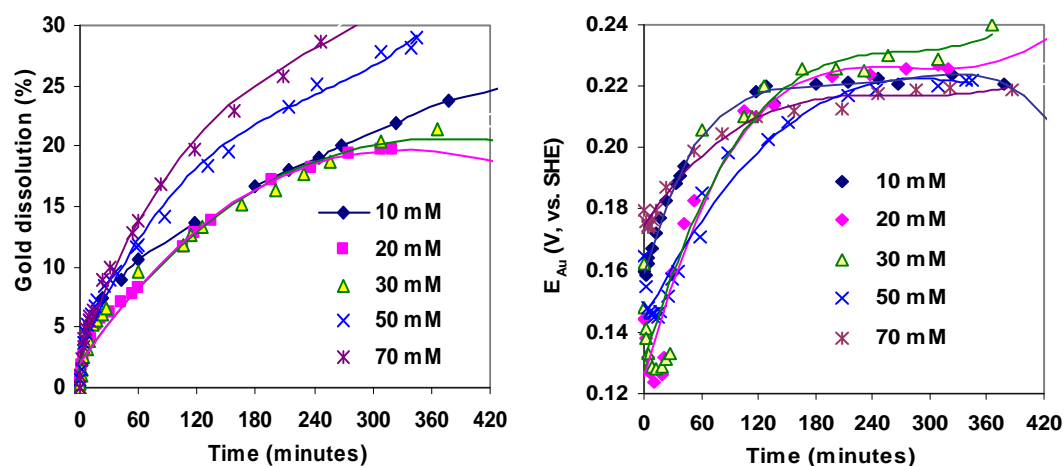 30
25
20
15
10
5
0
Gold dissolution (%)
10 mM
20 mM
30 mM
50 mM
70 mM
0 60 120 180 240 300 360 420
Time (minutes)
0.24
0.22
0.20
0.18
0.16
0.14
0.12
E Au (V, vs. SHE)
10 mM
20 mM
30 mM
50 mM
70 mM
0 60 120 180 240 300 360 420
Time (minutes)